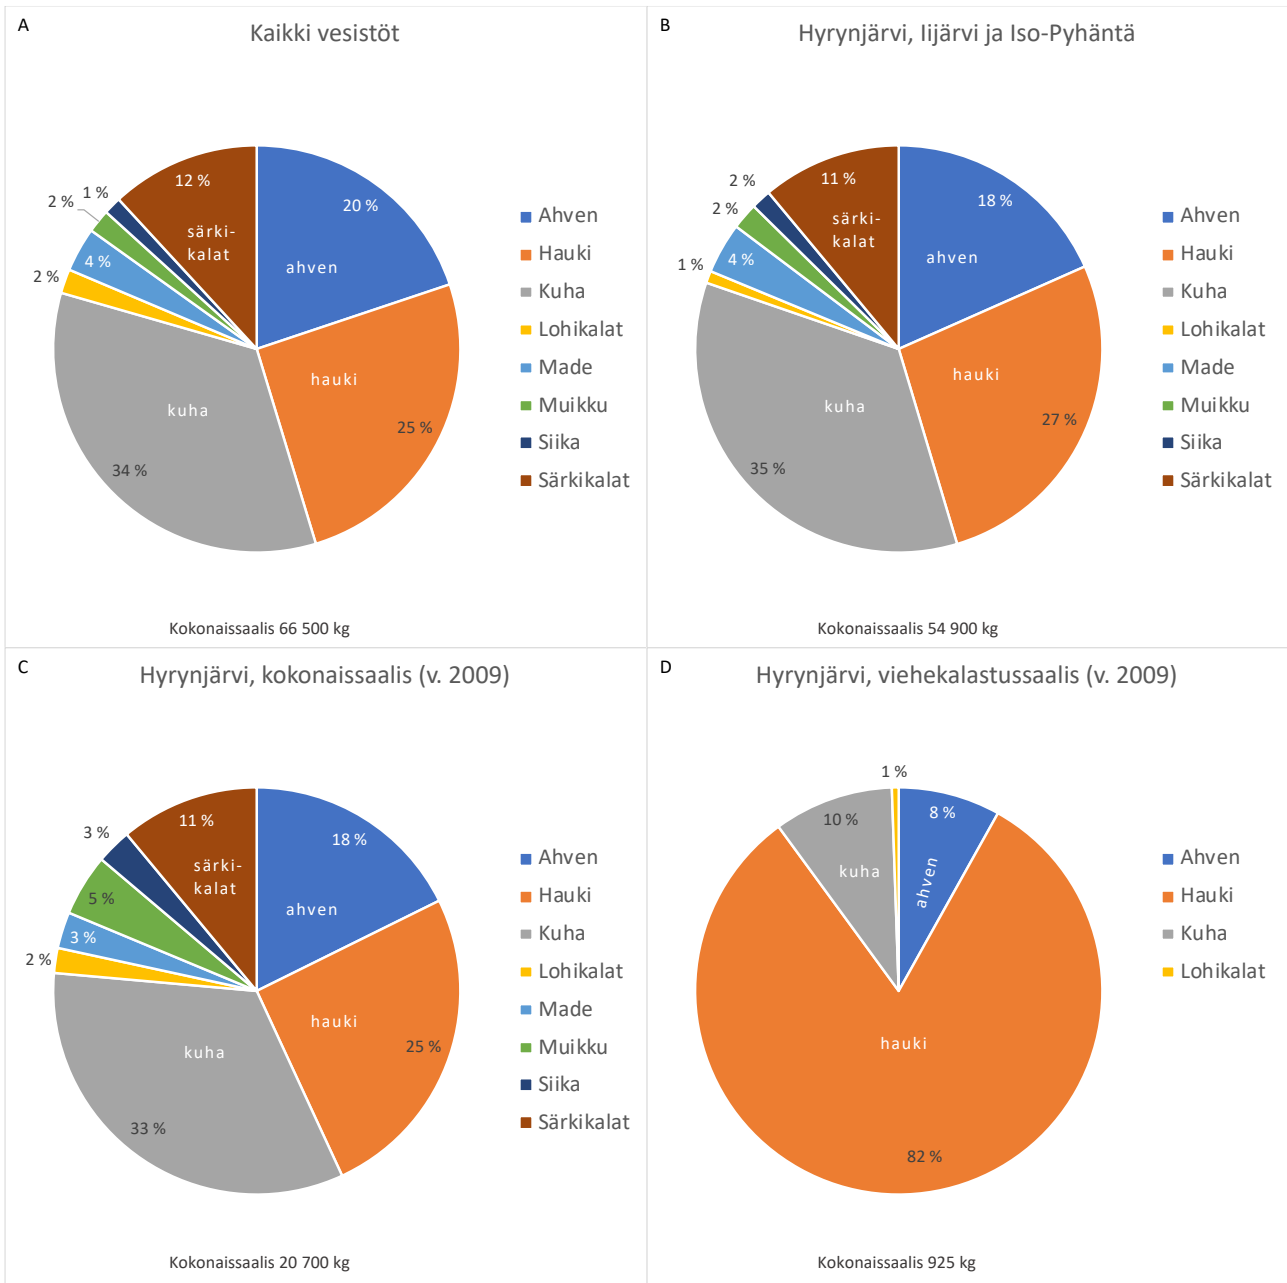 A
Kaikki vesistöt
12 %
20 %
1 %
2 %
4 %
2 %
särki-
kalat
ahven
hauki
kuha
25 %
34 %
Ahven
Hauki
Kuha
Lohikalat
Made
Muikku
Siika
Särkikalat
Kokonaissaalis 66 500 kg
B
Hyrynjärvi, Iijärvi ja Iso-Pyhäntä
11 %
18 %
2 %
2 %
4 %
1 %
särki-
kalat
ahven
hauki
kuha
27 %
35 %
Ahven
Hauki
Kuha
Lohikalat
Made
Muikku
Siika
Särkikalat
Kokonaissaalis 54 900 kg
C
Hyrynjärvi, kokonaissaalis (v. 2009)
11 %
18 %
3 %
5 %
3 %
2 %
särki-
kalat
ahven
hauki
kuha
25 %
33 %
Ahven
Hauki
Kuha
Lohikalat
Made
Muikku
Siika
Särkikalat
Kokonaissaalis 20 700 kg
D
Hyrynjärvi, viehekalastussaalis (v. 2009)
1 %
8 %
10 %
kuha
ahven
hauki
82 %
Ahven
Hauki
Kuha
Lohikalat
Kokonaissaalis 925 kg